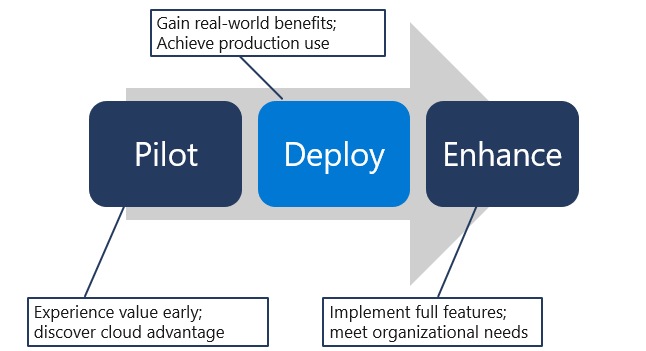 Gain real-world benefits;
Achieve production use
Pilot
Deploy
Enhance
Experience value early;
discover cloud advantage
Implement full features;
meet organizational needs